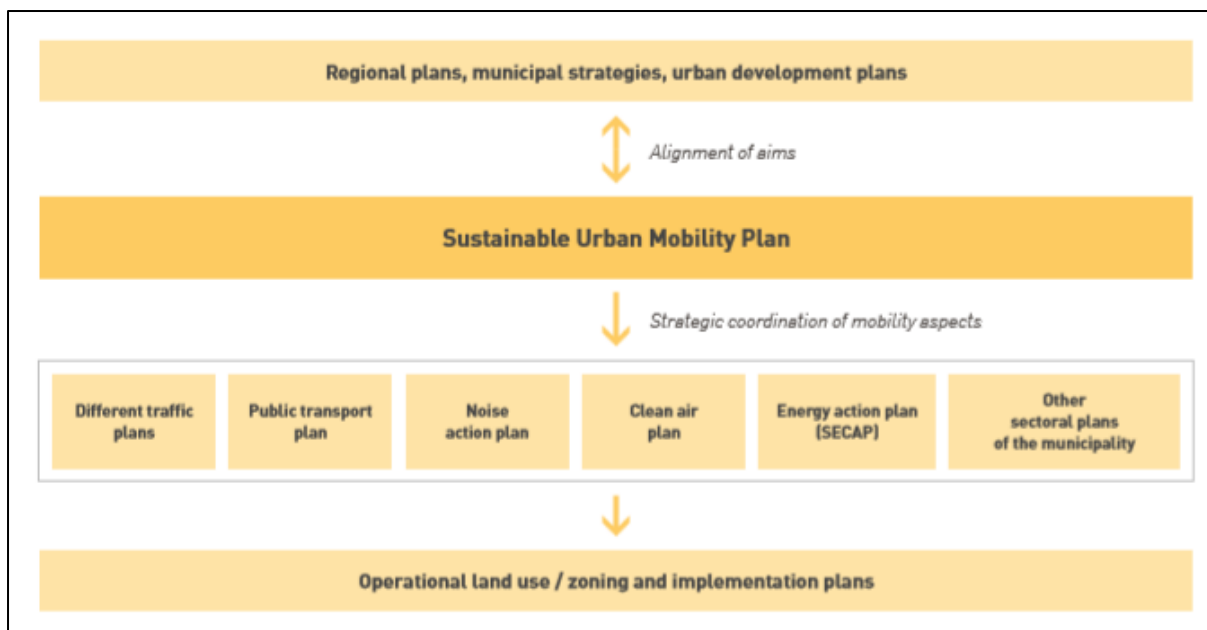 Regional plans, municipal strategies, urban development plans
Alignment of aims
Sustainable Urban Mobility Plan
Strategic coordination of mobility aspects
Different traffic
plans
Public transport
plan
Noise
action plan
Clean air
plan
Energy action plan
(SECAP)
Other
sectoral plans
of the municipality
Operational land use / zoning and implementation plans